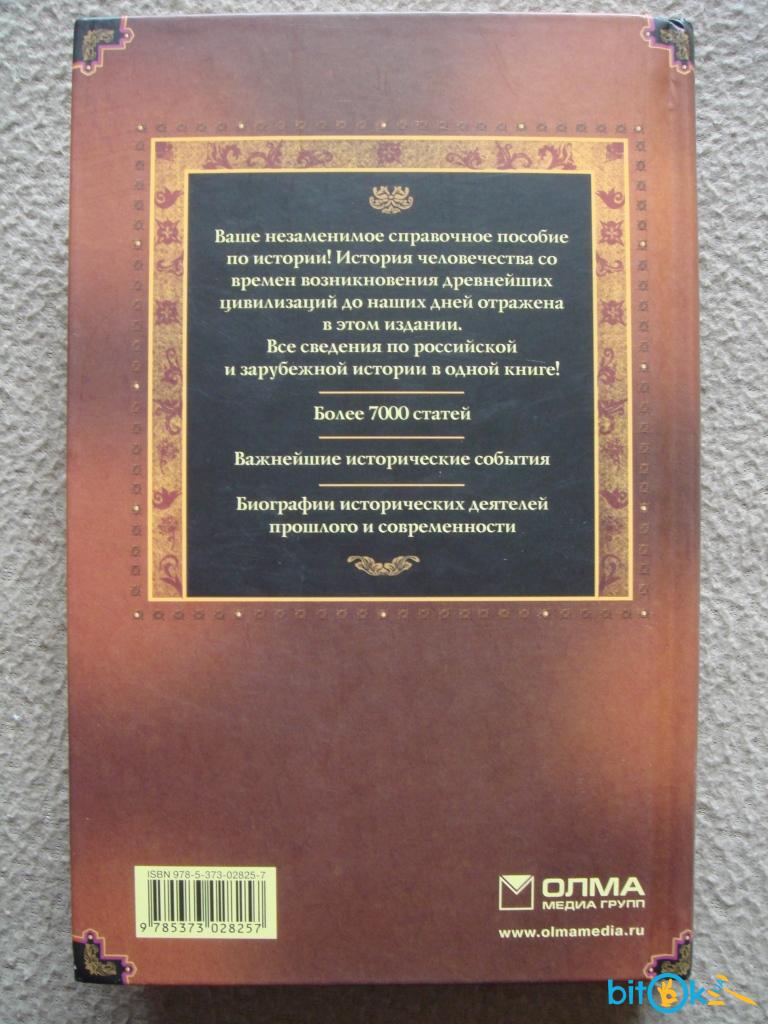 Ваше незаменимое справочное пособие
по истории! История человечества со
времен возникновения древнейших
цивилизаций до наших дней отражена
в этом издании.
Все сведения по российской
и зарубежной истории в одной книге!
Более 7000 статей
Важнейшие исторические события
Биографии исторических деятелей
прошлого и современности
ISBN 978-5-373-02825-7
9 785373 028257
ОЛМА
МЕДИА ГРУПП
www.olmamedia.ru
bitOk